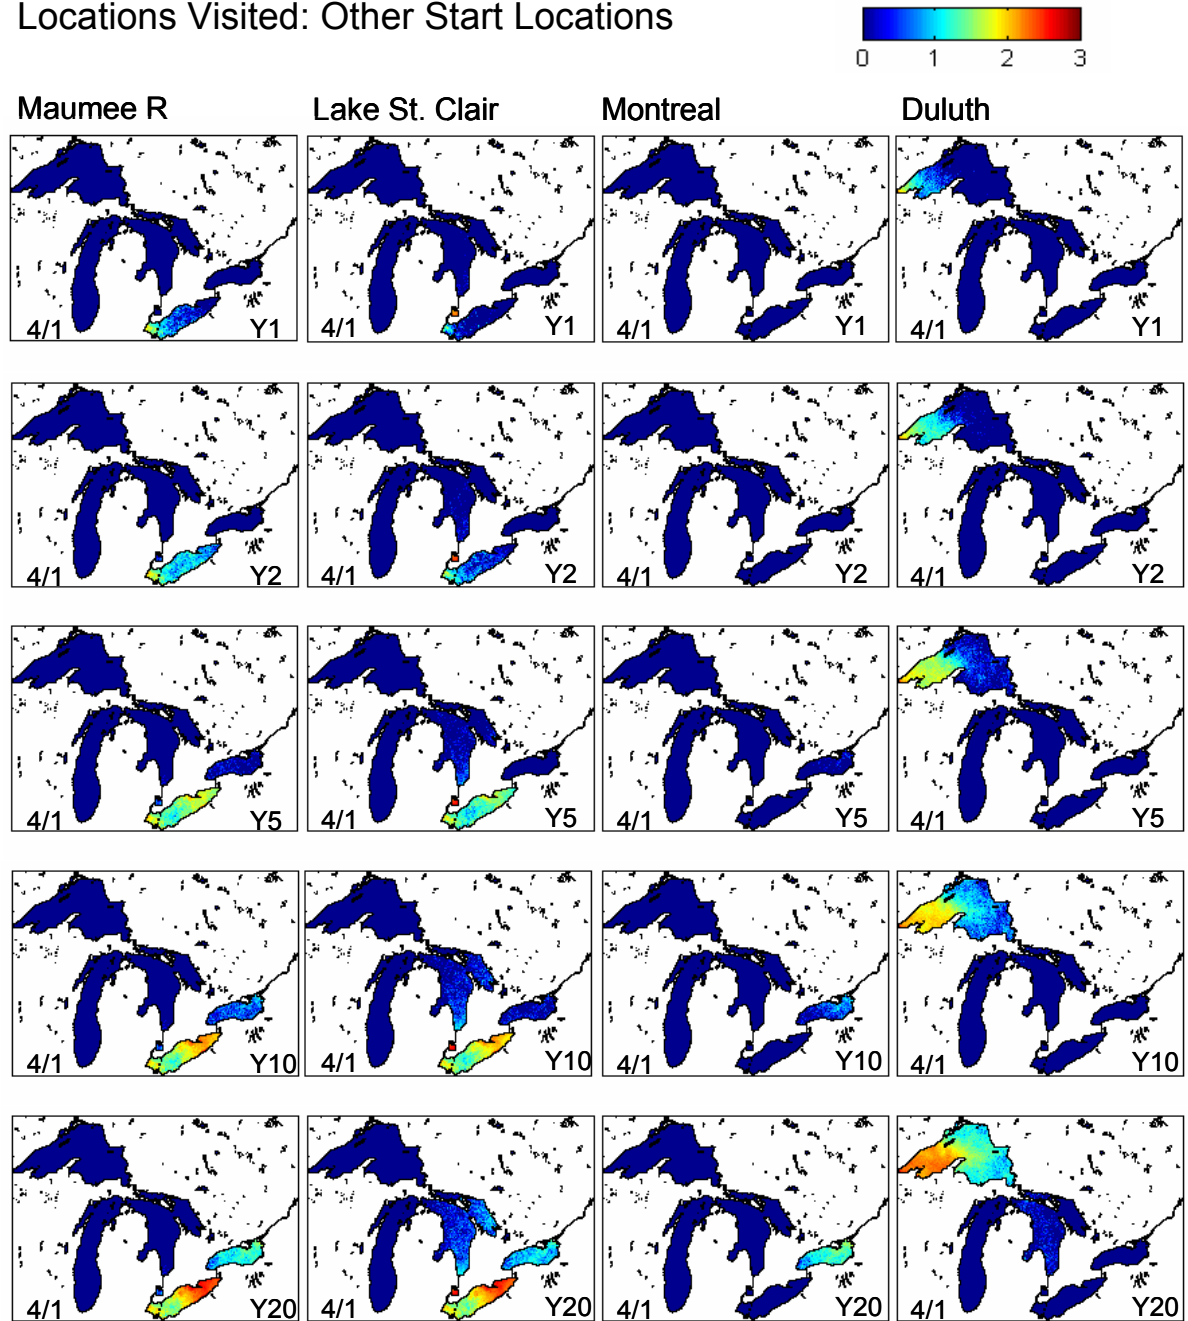 Locations Visited: Other Start Locations
0 1 2 3
Maumee R Lake St. Clair Montreal Duluth
4/1 Y1 4/1 Y1 4/1 Y1 4/1 Y1
4/1 Y2 4/1 Y2 4/1 Y2 4/1 Y2
4/1 Y5 4/1 Y5 4/1 Y5 4/1 Y5
4/1 Y10 4/1 Y10 4/1 Y10 4/1 Y10
4/1 Y20 4/1 Y20 4/1 Y20 4/1 Y20